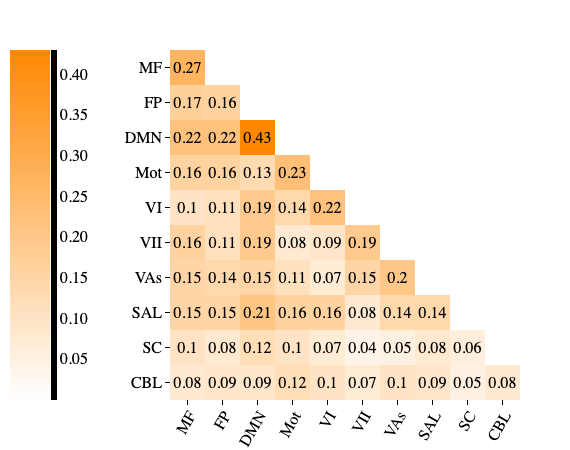 0.40
0.35
0.30
0.25
0.20
0.15
0.10
0.05
MF 0.27
FP 0.17 0.16
DMN 0.22 0.22 0.43
Mot 0.16 0.16 0.13 0.23
VI 0.1 0.11 0.19 0.14 0.22
VII 0.16 0.11 0.19 0.08 0.09 0.19
VAs 0.15 0.14 0.15 0.11 0.07 0.15 0.2
SAL 0.15 0.15 0.21 0.16 0.16 0.08 0.14 0.14
SC 0.1 0.08 0.12 0.1 0.07 0.04 0.05 0.08 0.06
CBL 0.08 0.09 0.09 0.12 0.1 0.07 0.1 0.09 0.05 0.08
MF FP DMN Mot VI VII VAs SAL SC CBL